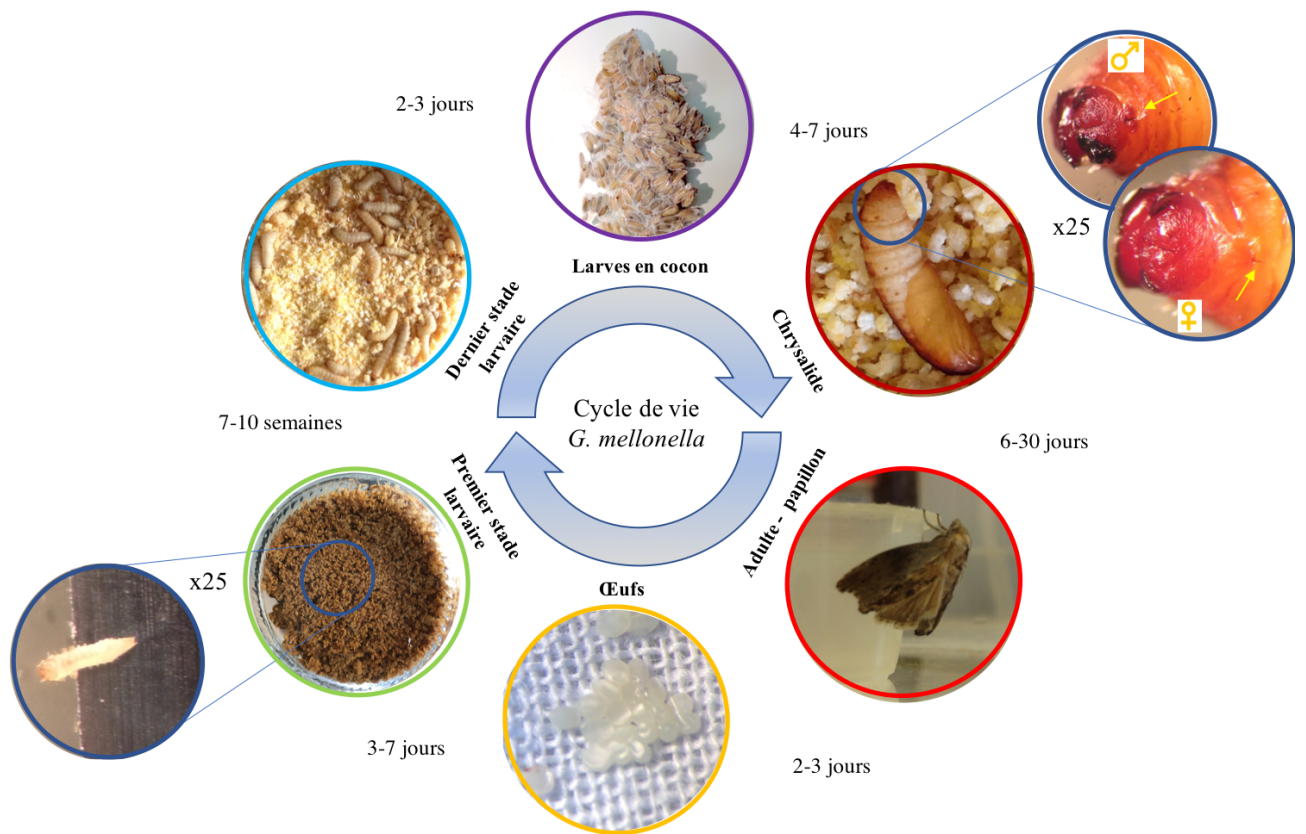 2-3 jours
4-7 jours
♂
x25
♀
Larves en cocon
Dernier stade
larvaire
Chrysalide
Cycle de vie
G. mellonella
7-10 semaines
6-30 jours
Premier stade
larvaire
Adulte - papillon
x25
Œufs
3-7 jours
2-3 jours